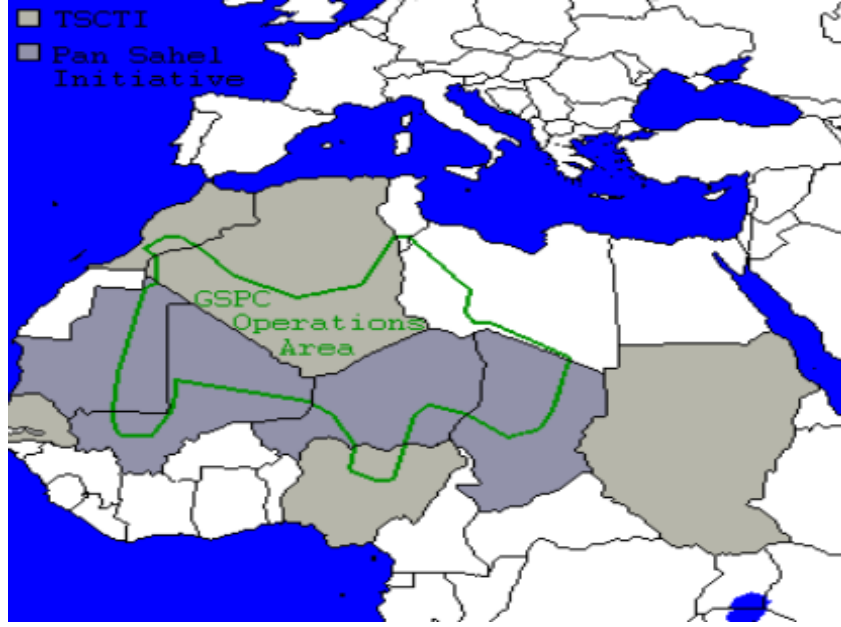 TSCTI
Pan Sahel
Initiative
GSPC
Operations
Area